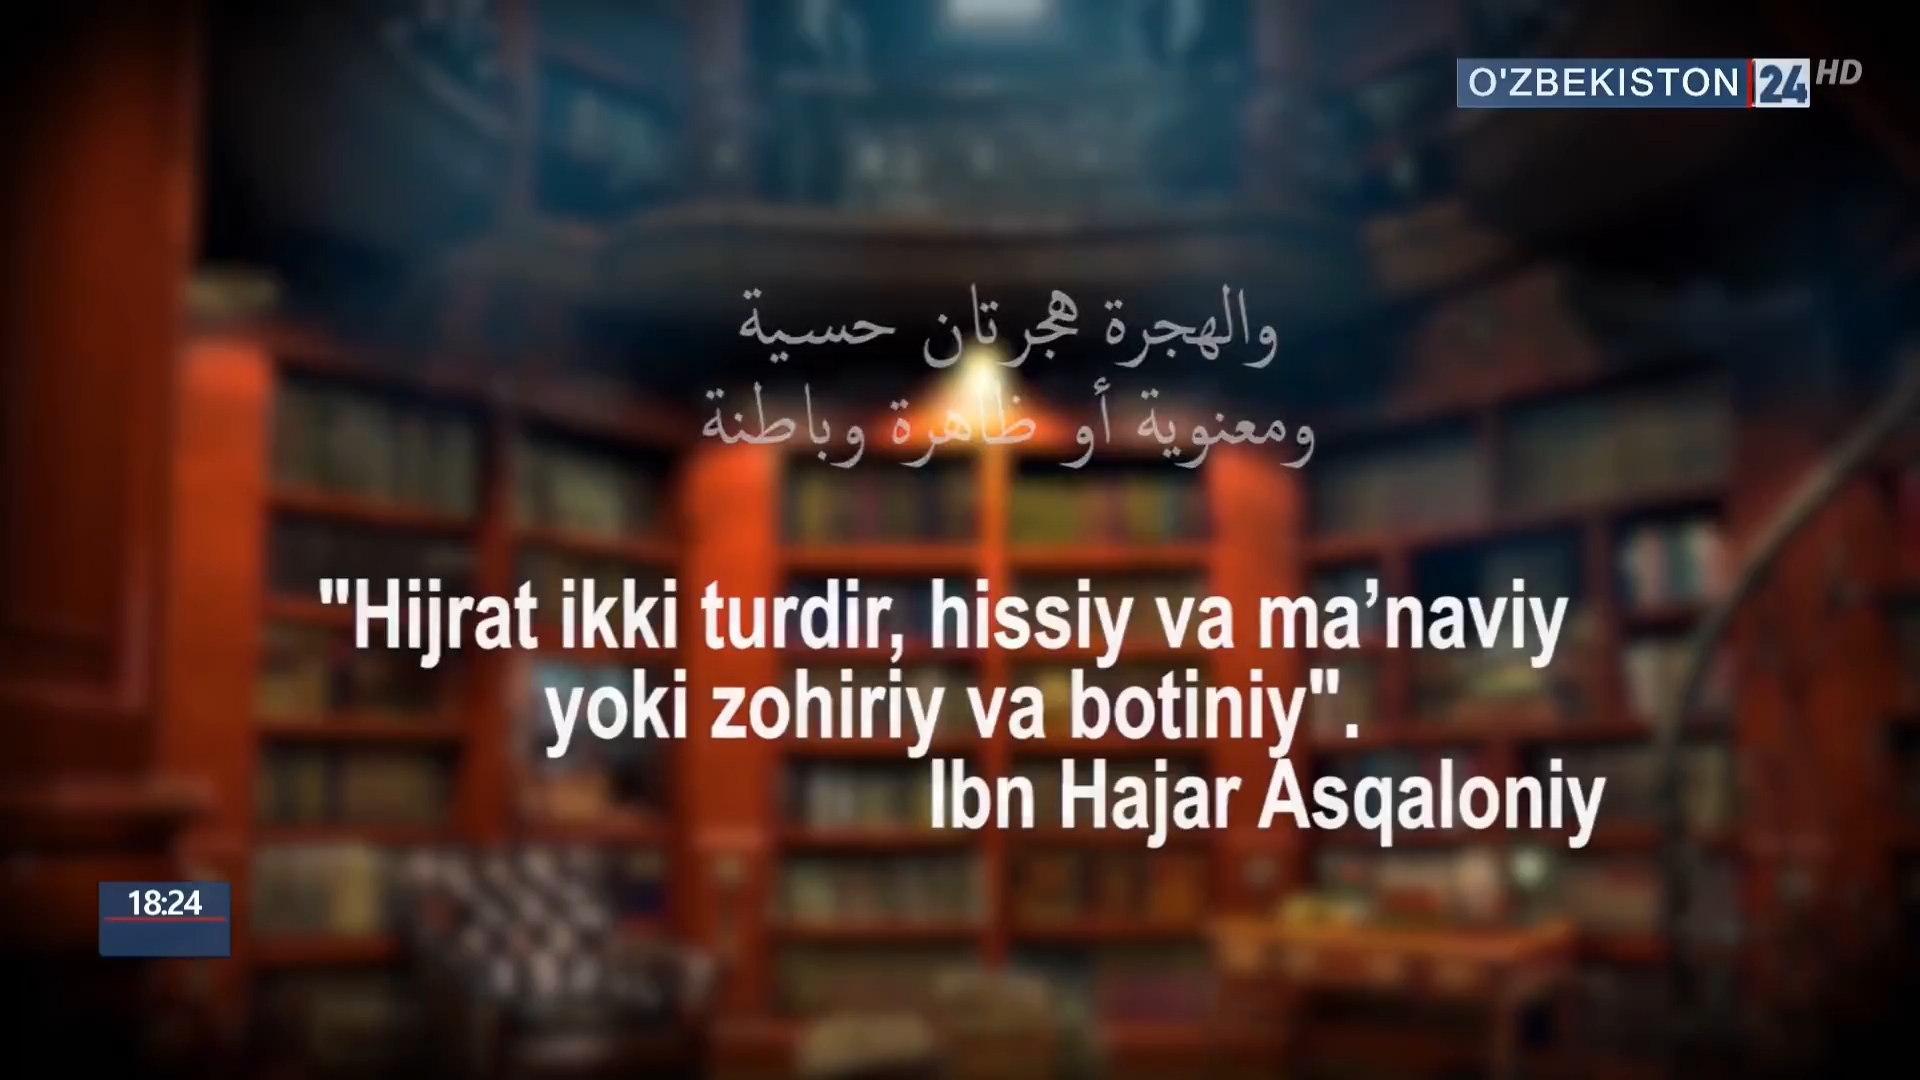 O'ZBEKISTON 24 HD
والهجرة هجرتان حسية
ومعنوية أو ظاهرة وباطنة
"Hijrat ikki turdir, hissiy va ma’naviy
yoki zohiriy va botiniy".
Ibn Hajar Asqaloniy
18:24